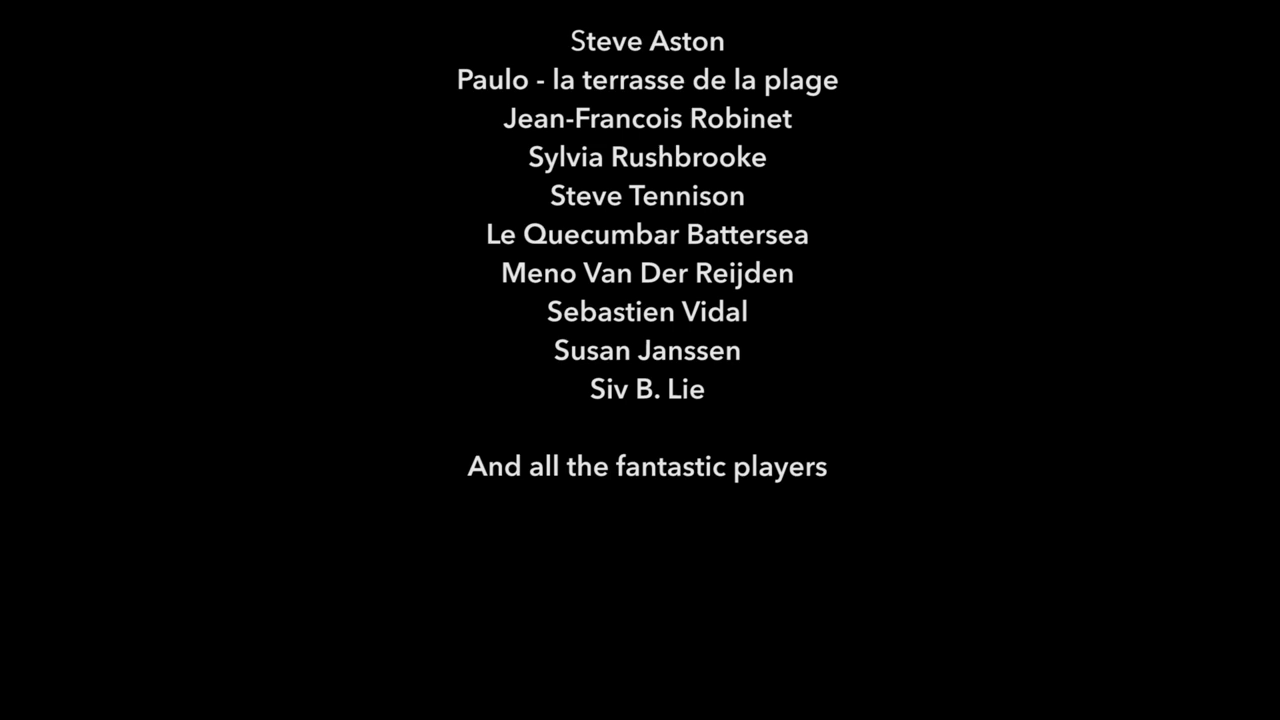 Steve Aston
Paulo - la terrasse de la plage
Jean-Francois Robinet
Sylvia Rushbrooke
Steve Tennison
Le Quecumbar Battersea
Meno Van Der Reijden
Sebastien Vidal
Susan Janssen
Siv B. Lie
And all the fantastic players